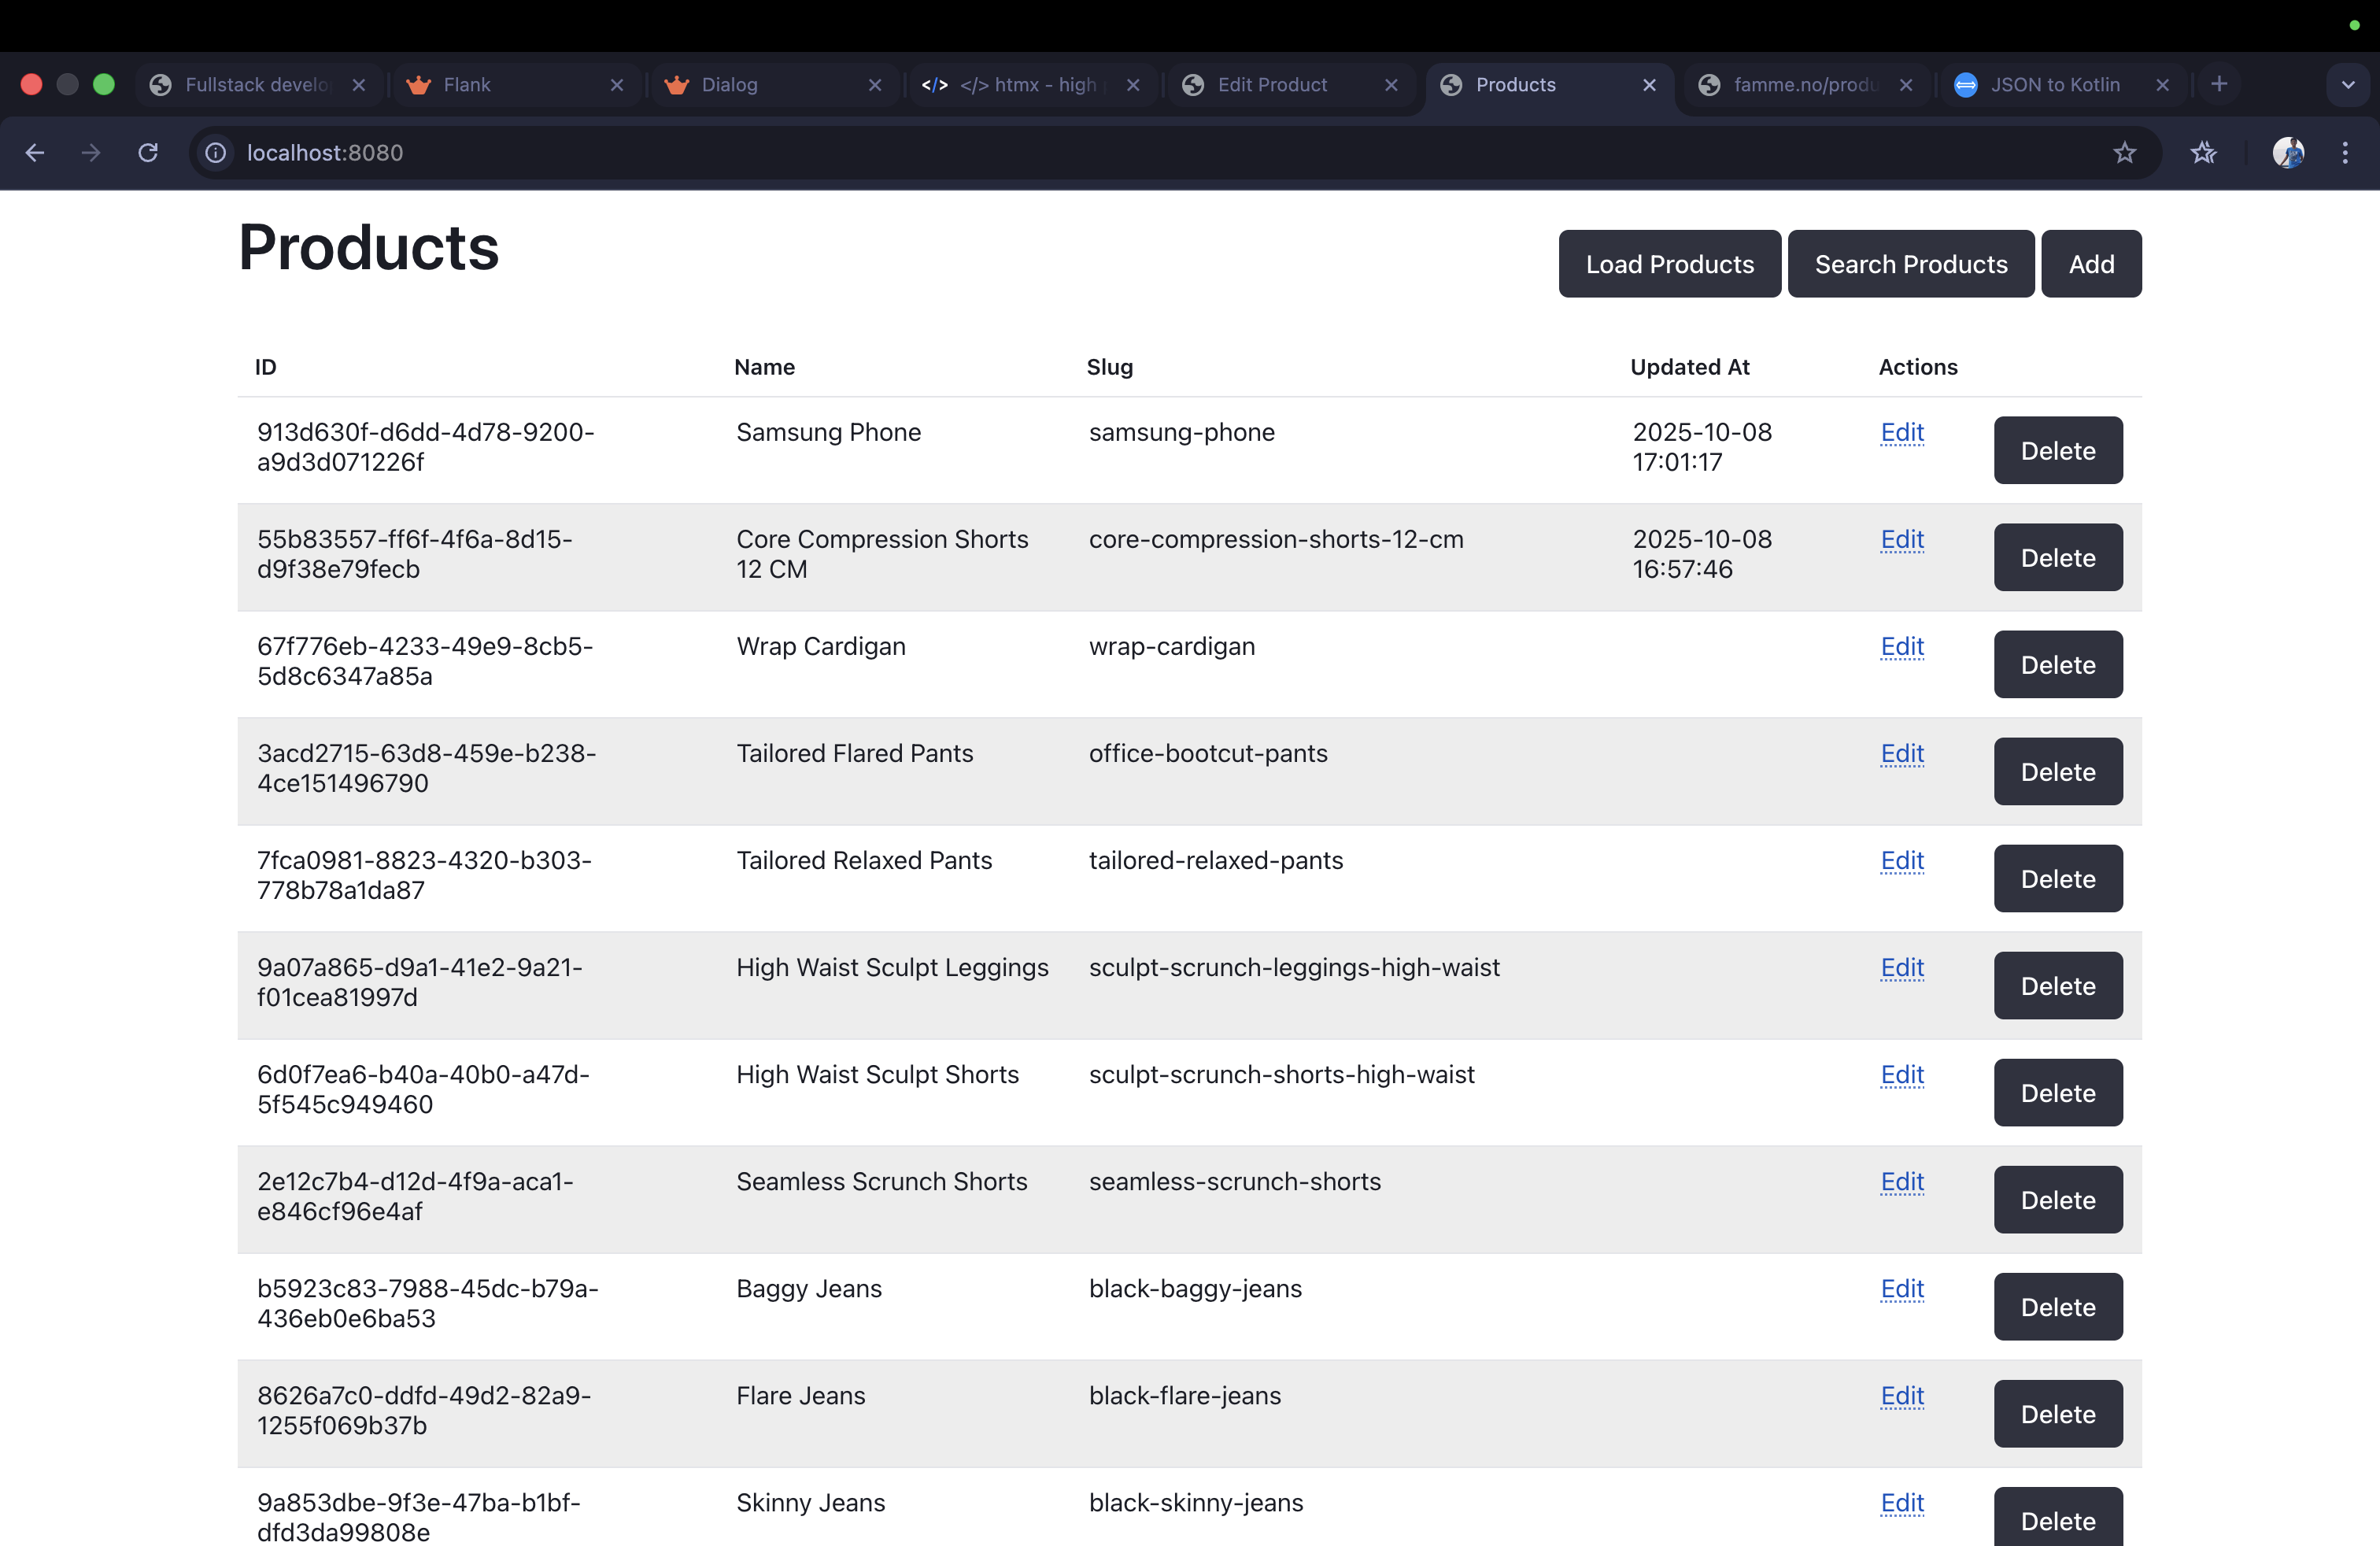 Fullstack develo
Flank
Dialog
</> </> htmx - high
Edit Product
Products
famme.no/produ
JSON to Kotlin
localhost:8080
Products
Load Products Search Products Add
ID Name Slug Updated At Actions
913d630f-d6dd-4d78-9200- Samsung Phone samsung-phone 2025-10-08 Edit Delete
a9d3d071226f 17:01:17
55b83557-ff6f-4f6a-8d15- Core Compression Shorts core-compression-shorts-12-cm 2025-10-08 Edit Delete
d9f38e79fecb 12 CM 16:57:46
67f776eb-4233-49e9-8cb5- Wrap Cardigan wrap-cardigan Edit Delete
5d8c6347a85a
3acd2715-63d8-459e-b238- Tailored Flared Pants office-bootcut-pants Edit Delete
4ce151496790
7fca0981-8823-4320-b303- Tailored Relaxed Pants tailored-relaxed-pants Edit Delete
778b78a1da87
9a07a865-d9a1-41e2-9a21- High Waist Sculpt Leggings sculpt-scrunch-leggings-high-waist Edit Delete
f01cea81997d
6d0f7ea6-b40a-40b0-a47d- High Waist Sculpt Shorts sculpt-scrunch-shorts-high-waist Edit Delete
5f545c949460
2e12c7b4-d12d-4f9a-aca1- Seamless Scrunch Shorts seamless-scrunch-shorts Edit Delete
e846cf96e4af
b5923c83-7988-45dc-b79a- Baggy Jeans black-baggy-jeans Edit Delete
436eb0e6ba53
8626a7c0-ddfd-49d2-82a9- Flare Jeans black-flare-jeans Edit Delete
1255f069b37b
9a853dbe-9f3e-47ba-b1bf- Skinny Jeans black-skinny-jeans Edit Delete
dfd3da99808e